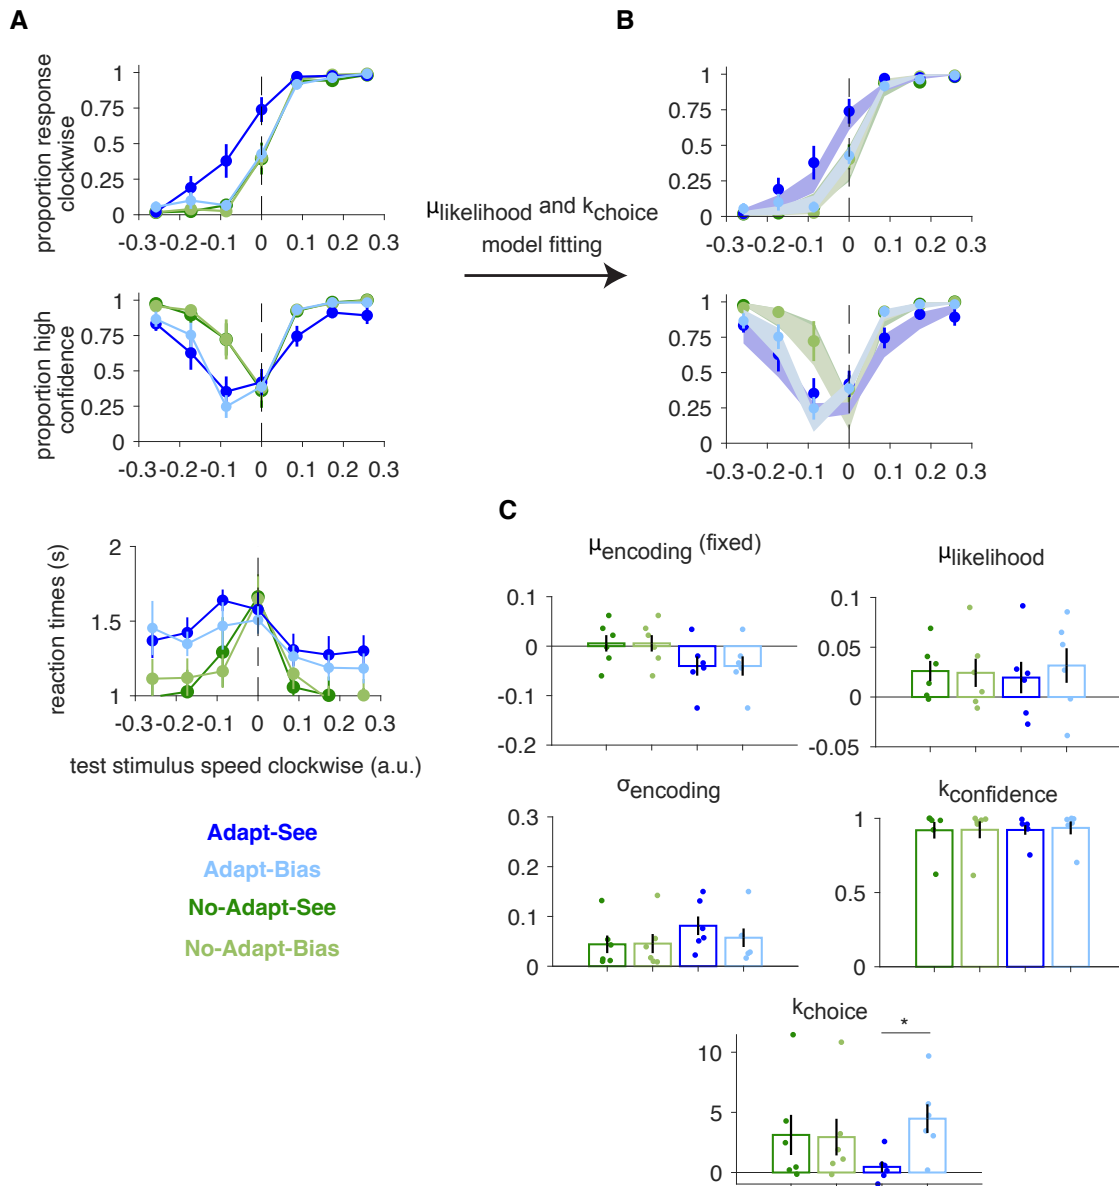 A
B
proportion response
clockwise
1
0.75
0.5
0.25
0
-0.3 -0.2 -0.1 0 0.1 0.2 0.3
μlikelihood and kchoice
model fitting
1
0.75
0.5
0.25
0
-0.3 -0.2 -0.1 0 0.1 0.2 0.3
proportion high
confidence
1
0.75
0.5
0.25
0
-0.3 -0.2 -0.1 0 0.1 0.2 0.3
1
0.75
0.5
0.25
0
-0.3 -0.2 -0.1 0 0.1 0.2 0.3
reaction times (s)
2
1.5
1
-0.3 -0.2 -0.1 0 0.1 0.2 0.3
test stimulus speed clockwise (a.u.)
Adapt-See
Adapt-Bias
No-Adapt-See
No-Adapt-Bias
C
μencoding (fixed)
0.1
0
-0.1
-0.2
μlikelihood
0.1
0.05
0
-0.05
σencoding
0.3
0.2
0.1
0
kconfidence
1
0.5
0
kchoice
*
10
5
0